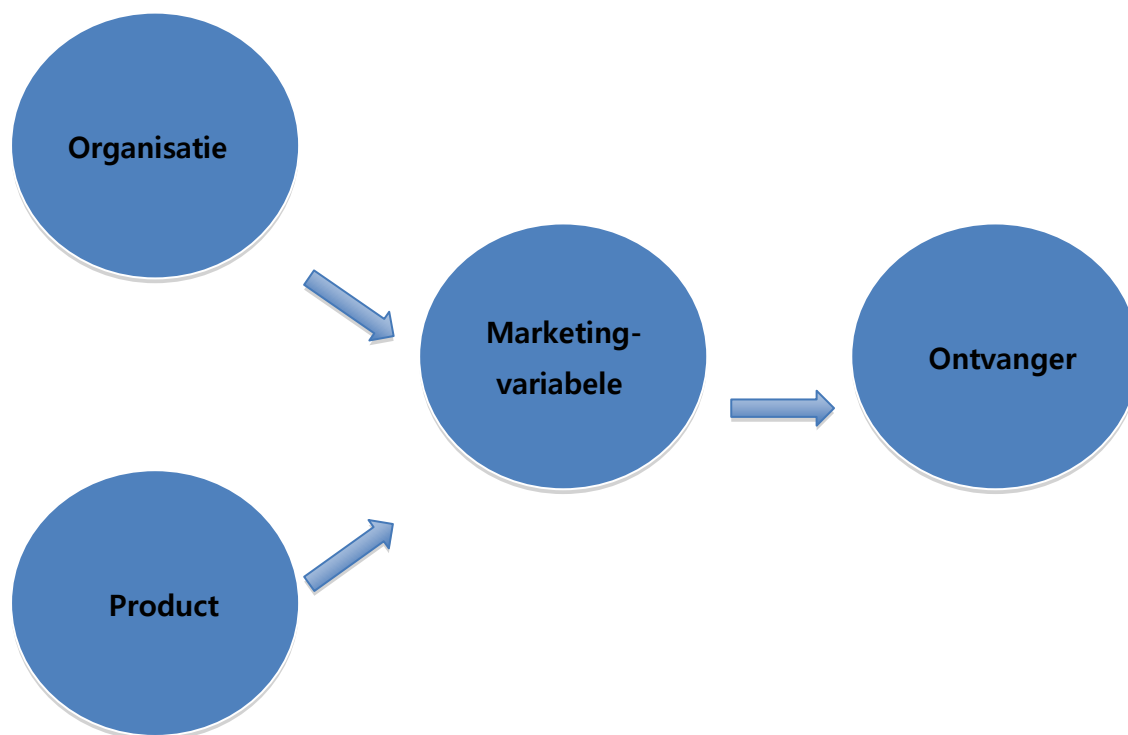 Organisatie
Marketing-
variabele
Ontvanger
Product